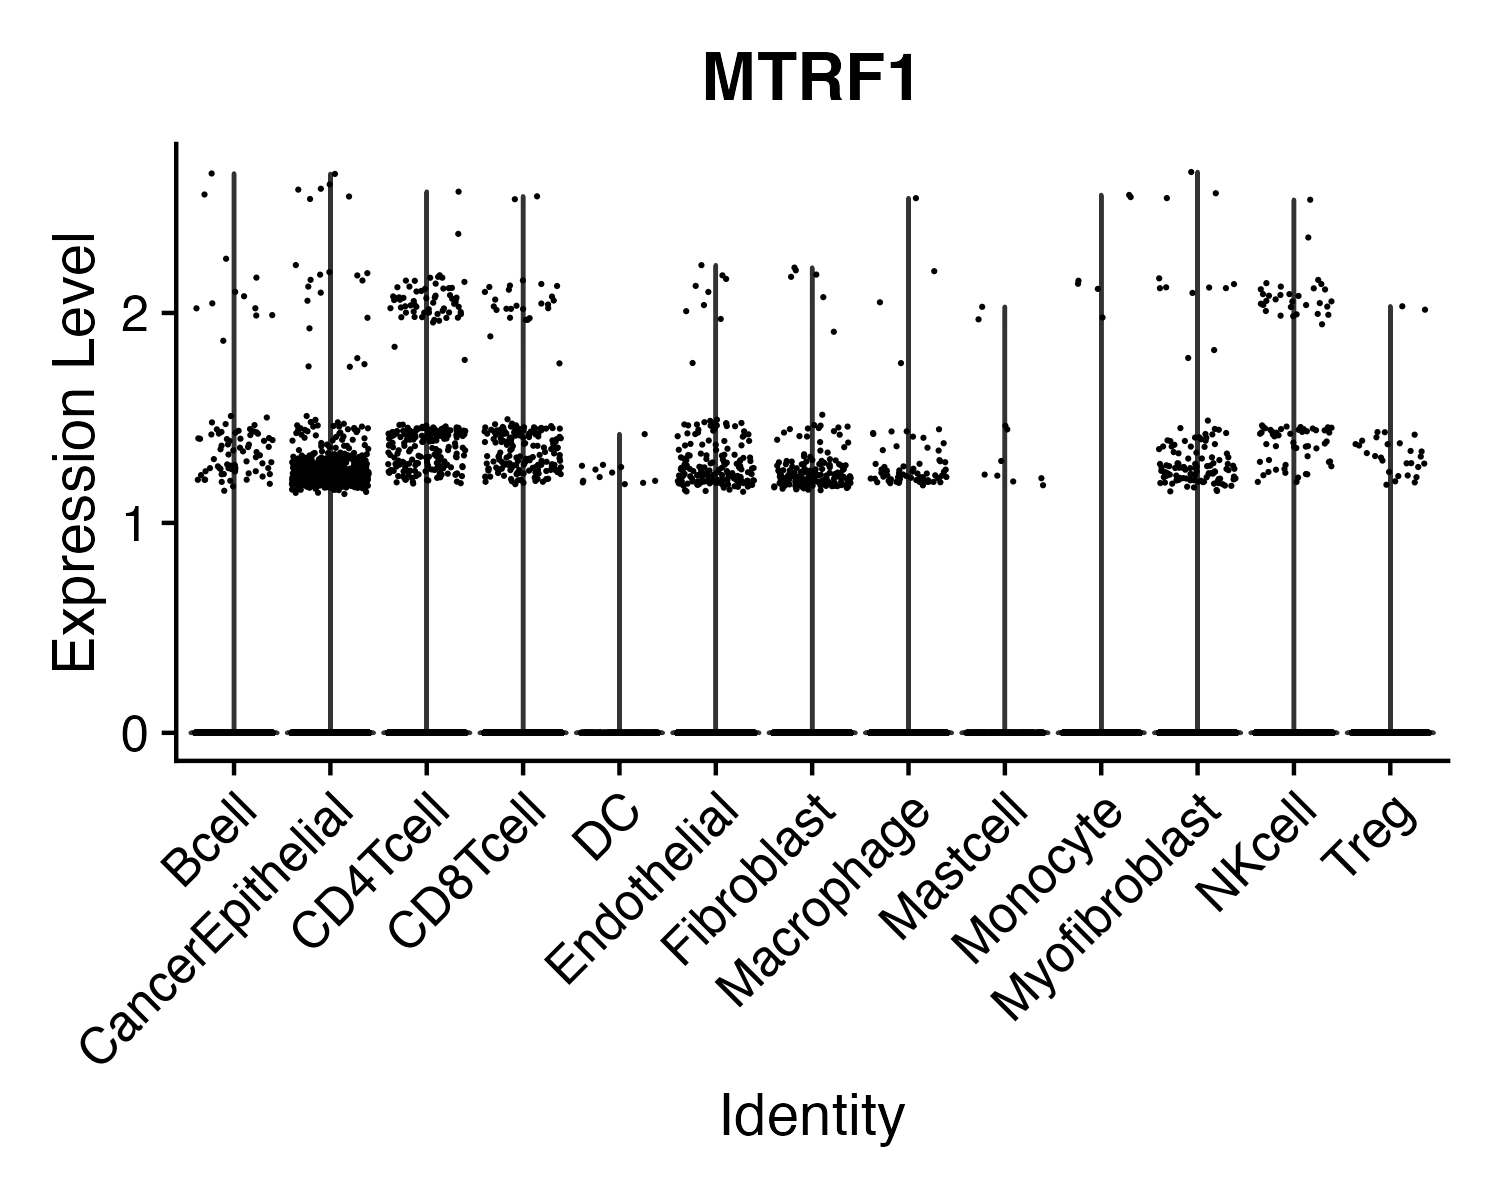 MTRF1
Expression Level
2
1
0
Bcell
CancerEpithelial
CD4Tcell
CD8Tcell
DC
Endothelial
Fibroblast
Macrophage
Mastcell
Monocyte
Myofibroblast
NKcell
Treg
Identity